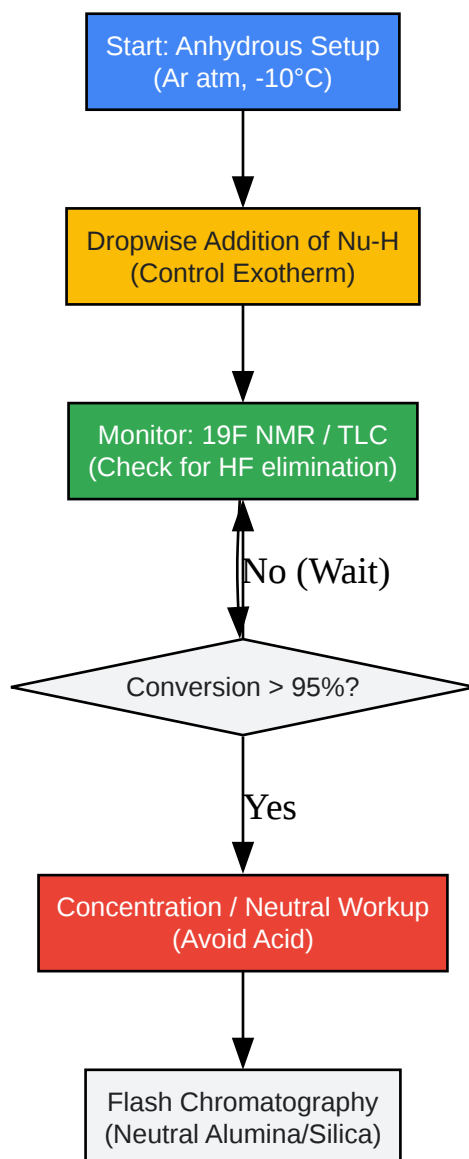 Start: Anhydrous Setup
(Ar atm, -10°C)
Dropwise Addition of Nu-H
(Control Exotherm)
Monitor: 19F NMR / TLC
(Check for HF elimination)
No (Wait)
Conversion > 95%?
Yes
Concentration / Neutral Workup
(Avoid Acid)
Flash Chromatography
(Neutral Alumina/Silica)